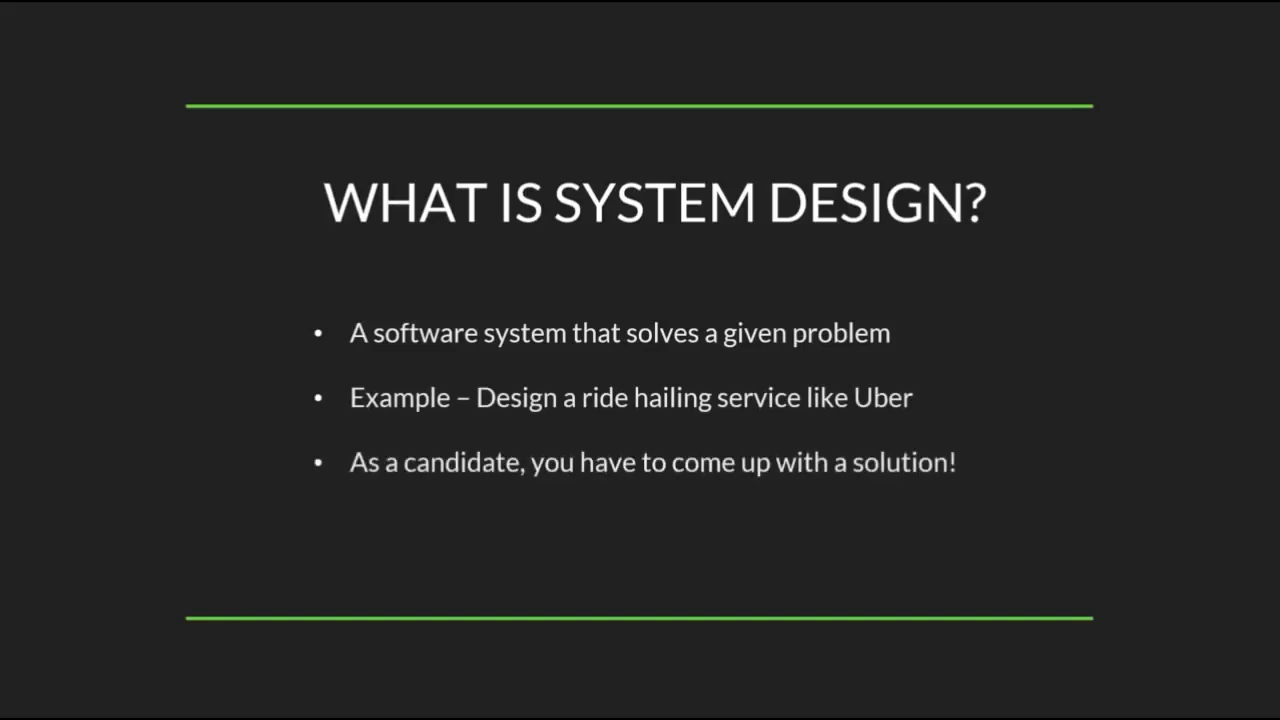 WHAT IS SYSTEM DESIGN?
• A software system that solves a given problem
• Example – Design a ride hailing service like Uber
• As a candidate, you have to come up with a solution!